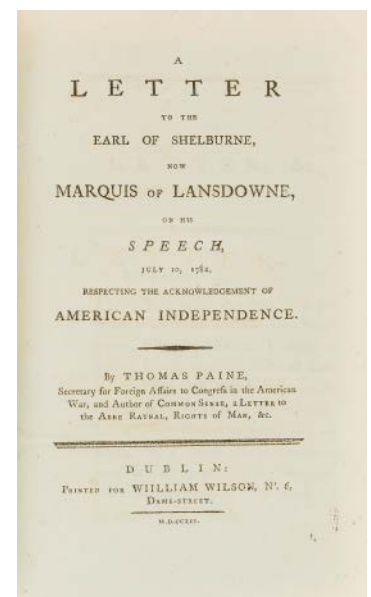 A
LETTER
TO THE
EARL OF SHELBURNE,
NOW
MARQUIS OF LANSDOWNE,
ON HIS
SPEECH,
JULY 10, 1782,
RESPECTING THE ACKNOWLEDGEMENT OF
AMERICAN INDEPENDENCE.
By THOMAS PAINE,
Secretary for Foreign Affairs to Congreſs in the American
War, and Author of COMMON SENSE, a LETTER to
the ABBE RAYNAL, RIGHTS of MAN, &c.
DUBLIN:
PRINTED FOR WIILLIAM WILSON, Nº. 6,
DAME-STREET.